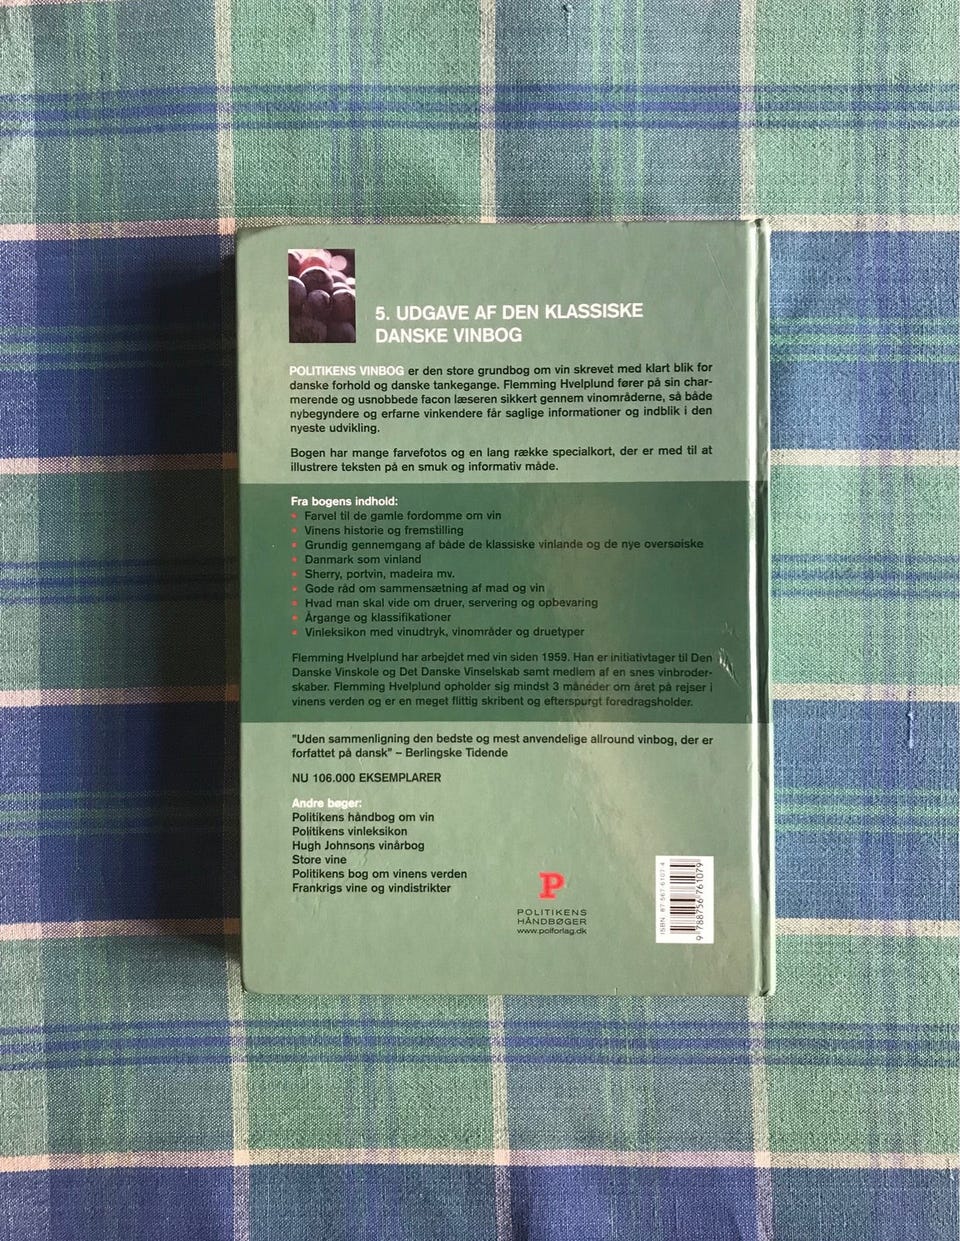 5. UDGAVE AF DEN KLASSISKE
DANSKE VINBOG
POLITIKENS VINBOG er den store grundbog om vin skrevet med klart blik for
danske forhold og danske tankegange. Flemming Hvelplund fører på sin char-
merende og usnobbede facon læseren sikkert gennem vinområderne, så både
nybegyndere og erfarne vinkendere får saglige informationer og indblik i den
nyeste udvikling.
Bogen har mange farvefotos og en lang række specialkort, der er med til at
illustrere teksten på en smuk og informativ måde.
Fra bogens indhold:
• Farvel til de gamle fordomme om vin
• Vinens historie og fremstilling
• Grundig gennemgang af både de klassiske vinlande og de nye oversøiske
• Danmark som vinland
• Sherry, portvin, madeira mv.
• Gode råd om sammensætning af mad og vin
• Hvad man skal vide om druer, servering og opbevaring
• Årgange og klassifikationer
• Vinleksikon med vinudtryk, vinområder og druetyper
Flemming Hvelplund har arbejdet med vin siden 1959. Han er initiativtager til Den
Danske Vinskole og Det Danske Vinselskab samt medlem af en snes vinbroder-
skaber. Flemming Hvelplund opholder sig mindst 3 måneder om året på rejser i
vinens verden og er en meget flittig skribent og efterspurgt foredragsholder.
"Uden sammenligning den bedste og mest anvendelige allround vinbog, der er
forfattet på dansk" – Berlingske Tidende
NU 106.000 EKSEMPLARER
Andre bøger:
Politikens håndbog om vin
Politikens vinleksikon
Hugh Johnsons vinårbog
Store vine
Politikens bog om vinens verden
Frankrigs vine og vindistrikter
P
POLITIKENS
HÅNDBØGER
www.polforlag.dk
ISBN 87-567-6107-4
9 788756 761079